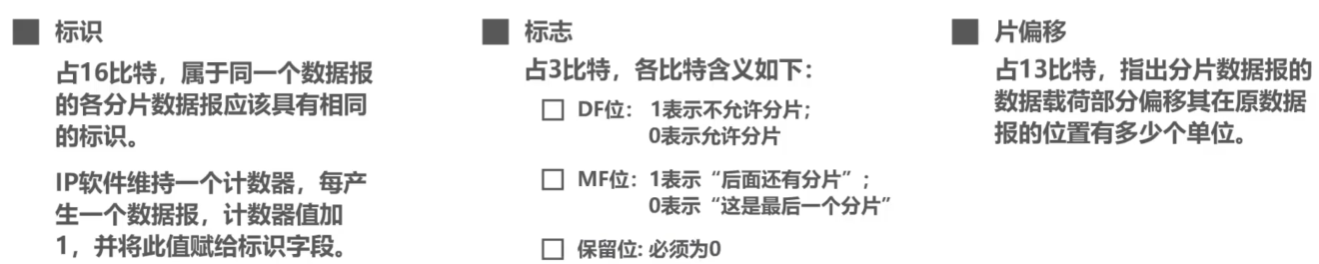 标识
占16比特，属于同一个数据报
的各分片数据报应该具有相同
的标识。
IP软件维持一个计数器，每产
生一个数据报，计数器值加
1，并将此值赋给标识字段。
标志
占3比特，各比特含义如下：
DF位： 1表示不允许分片；
0表示允许分片
MF位：1表示“后面还有分片”；
0表示“这是最后一个分片”
保留位: 必须为0
片偏移
占13比特，指出分片数据报的
数据载荷部分偏移其在原数据
报的位置有多少个单位。